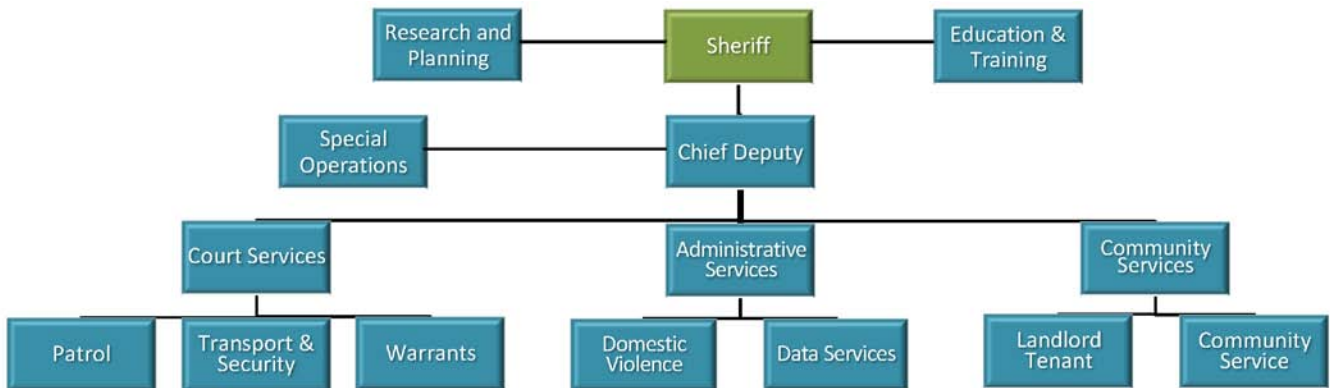 Research and
Planning
Sheriff
Education &
Training
Special
Operations
Chief Deputy
Court Services
Administrative
Services
Community
Services
Patrol
Transport &
Security
Warrants
Domestic
Violence
Data Services
Landlord
Tenant
Community
Service